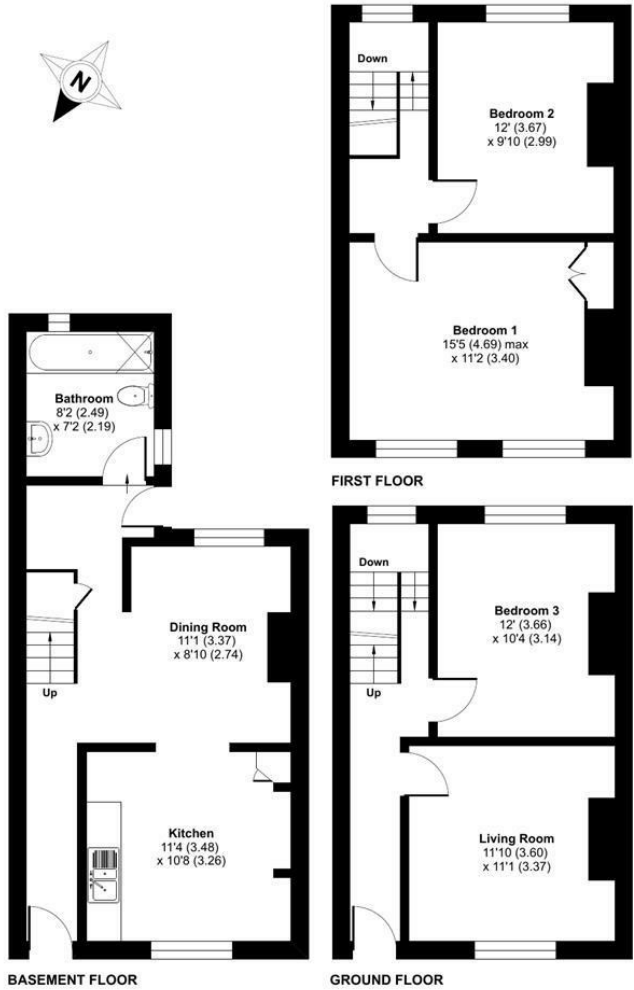 N
Down
Bedroom 2
12' (3.67)
x 9'10 (2.99)
Bedroom 1
15'5 (4.69) max
x 11'2 (3.40)
FIRST FLOOR
Bathroom
8'2 (2.49)
x 7'2 (2.19)
Dining Room
11'1 (3.37)
x 8'10 (2.74)
Up
Kitchen
11'4 (3.48)
x 10'8 (3.26)
BASEMENT FLOOR
Down
Bedroom 3
12' (3.66)
x 10'4 (3.14)
Up
Living Room
11'10 (3.60)
x 11'1 (3.37)
GROUND FLOOR